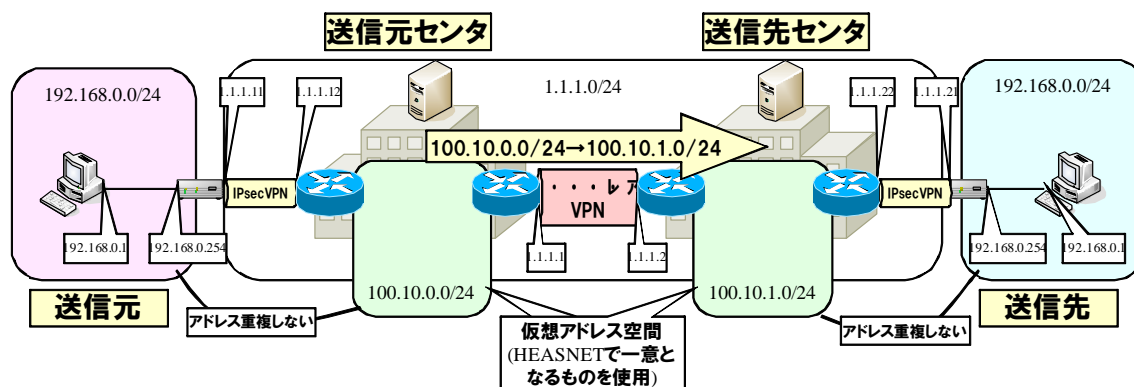 送信元センタ
送信先センタ
192.168.0.0/24
1.1.1.11
1.1.1.12
1.1.1.0/24
1.1.1.22
1.1.1.21
192.168.0.0/24
100.10.0.0/24→100.10.1.0/24
IPsecVPN
・・・レア
VPN
IPsecVPN
192.168.0.1
192.168.0.254
1.1.1.1
1.1.1.2
192.168.0.254
192.168.0.1
100.10.0.0/24
100.10.1.0/24
送信元
送信先
アドレス重複しない
アドレス重複しない
仮想アドレス空間
(HEASNETで一意と
なるものを使用)